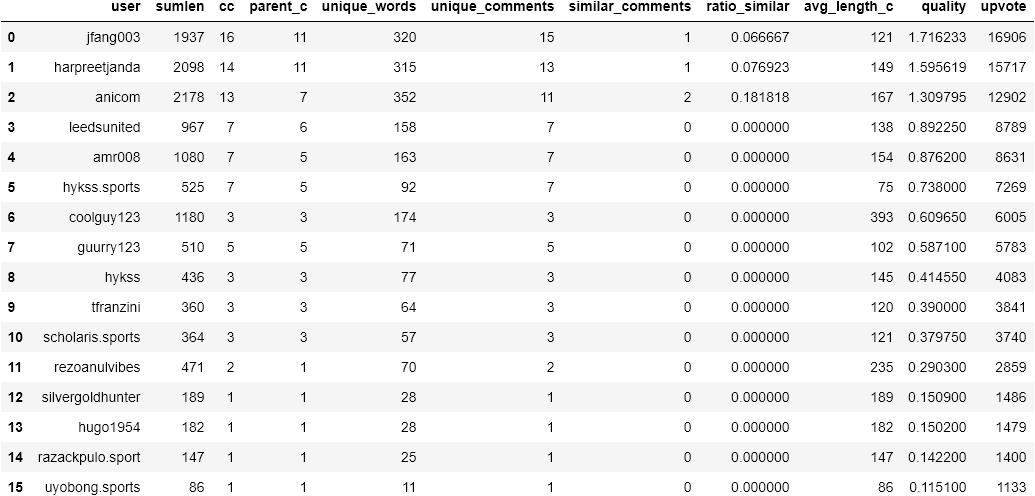 user sumlen cc parent_c unique_words unique_comments similar_comments ratio_similar avg_length_c quality upvote
0 jfang003 1937 16 11 320 15 1 0.066667 121 1.716233 16906
1 harpreetjanda 2098 14 11 315 13 1 0.076923 149 1.595619 15717
2 anicom 2178 13 7 352 11 2 0.181818 167 1.309795 12902
3 leedsunited 967 7 6 158 7 0 0.000000 138 0.892250 8789
4 amr008 1080 7 5 163 7 0 0.000000 154 0.876200 8631
5 hykss.sports 525 7 5 92 7 0 0.000000 75 0.738000 7269
6 coolguy123 1180 3 3 174 3 0 0.000000 393 0.609650 6005
7 guurry123 510 5 5 71 5 0 0.000000 102 0.587100 5783
8 hykss 436 3 3 77 3 0 0.000000 145 0.414550 4083
9 tfranzini 360 3 3 64 3 0 0.000000 120 0.390000 3841
10 scholaris.sports 364 3 3 57 3 0 0.000000 121 0.379750 3740
11 rezoanulvibes 471 2 1 70 2 0 0.000000 235 0.290300 2859
12 silvergoldhunter 189 1 1 28 1 0 0.000000 189 0.150900 1486
13 hugo1954 182 1 1 28 1 0 0.000000 182 0.150200 1479
14 razackpulo.sport 147 1 1 25 1 0 0.000000 147 0.142200 1400
15 uyobong.sports 86 1 1 11 1 0 0.000000 86 0.115100 1133